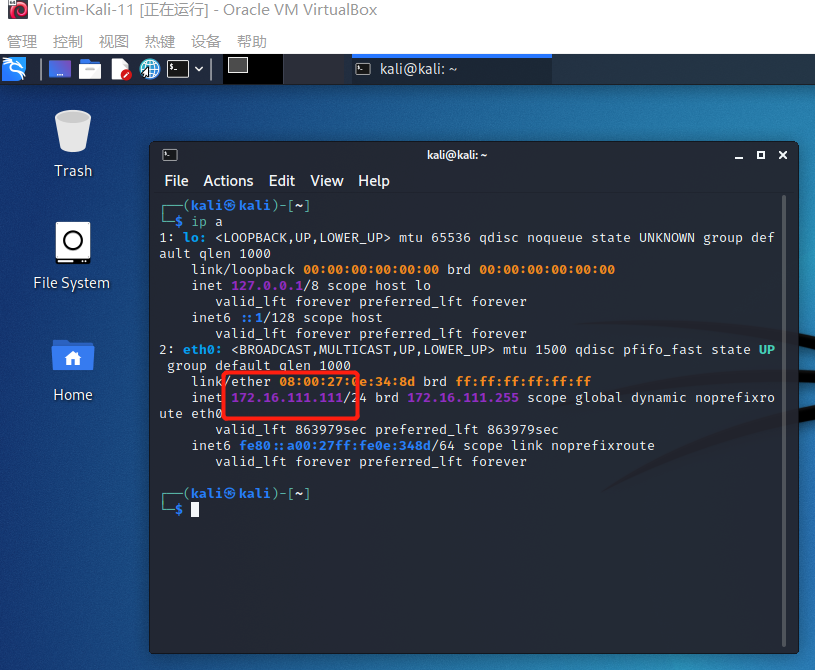 Victim-Kali-11 [正在运行] - Oracle VM VirtualBox
管理 控制 视图 热键 设备 帮助
kali@kali: ~
Trash
File System
Home
kali@kali: ~
File Actions Edit View Help
┌──(kali㉿kali)-[~]
└─$ ip a
1: lo: <LOOPBACK,UP,LOWER_UP> mtu 65536 qdisc noqueue state UNKNOWN group def
ault qlen 1000
link/loopback 00:00:00:00:00:00 brd 00:00:00:00:00:00
inet 127.0.0.1/8 scope host lo
valid_lft forever preferred_lft forever
inet6 ::1/128 scope host
valid_lft forever preferred_lft forever
2: eth0: <BROADCAST,MULTICAST,UP,LOWER_UP> mtu 1500 qdisc pfifo_fast state UP
group default qlen 1000
link/ether 08:00:27:0e:34:8d brd ff:ff:ff:ff:ff:ff
inet 172.16.111.111/24 brd 172.16.111.255 scope global dynamic noprefixro
ute eth0
valid_lft 863979sec preferred_lft 863979sec
inet6 fe80::a00:27ff:fe0e:348d/64 scope link noprefixroute
valid_lft forever preferred_lft forever
┌──(kali㉿kali)-[~]
└─$